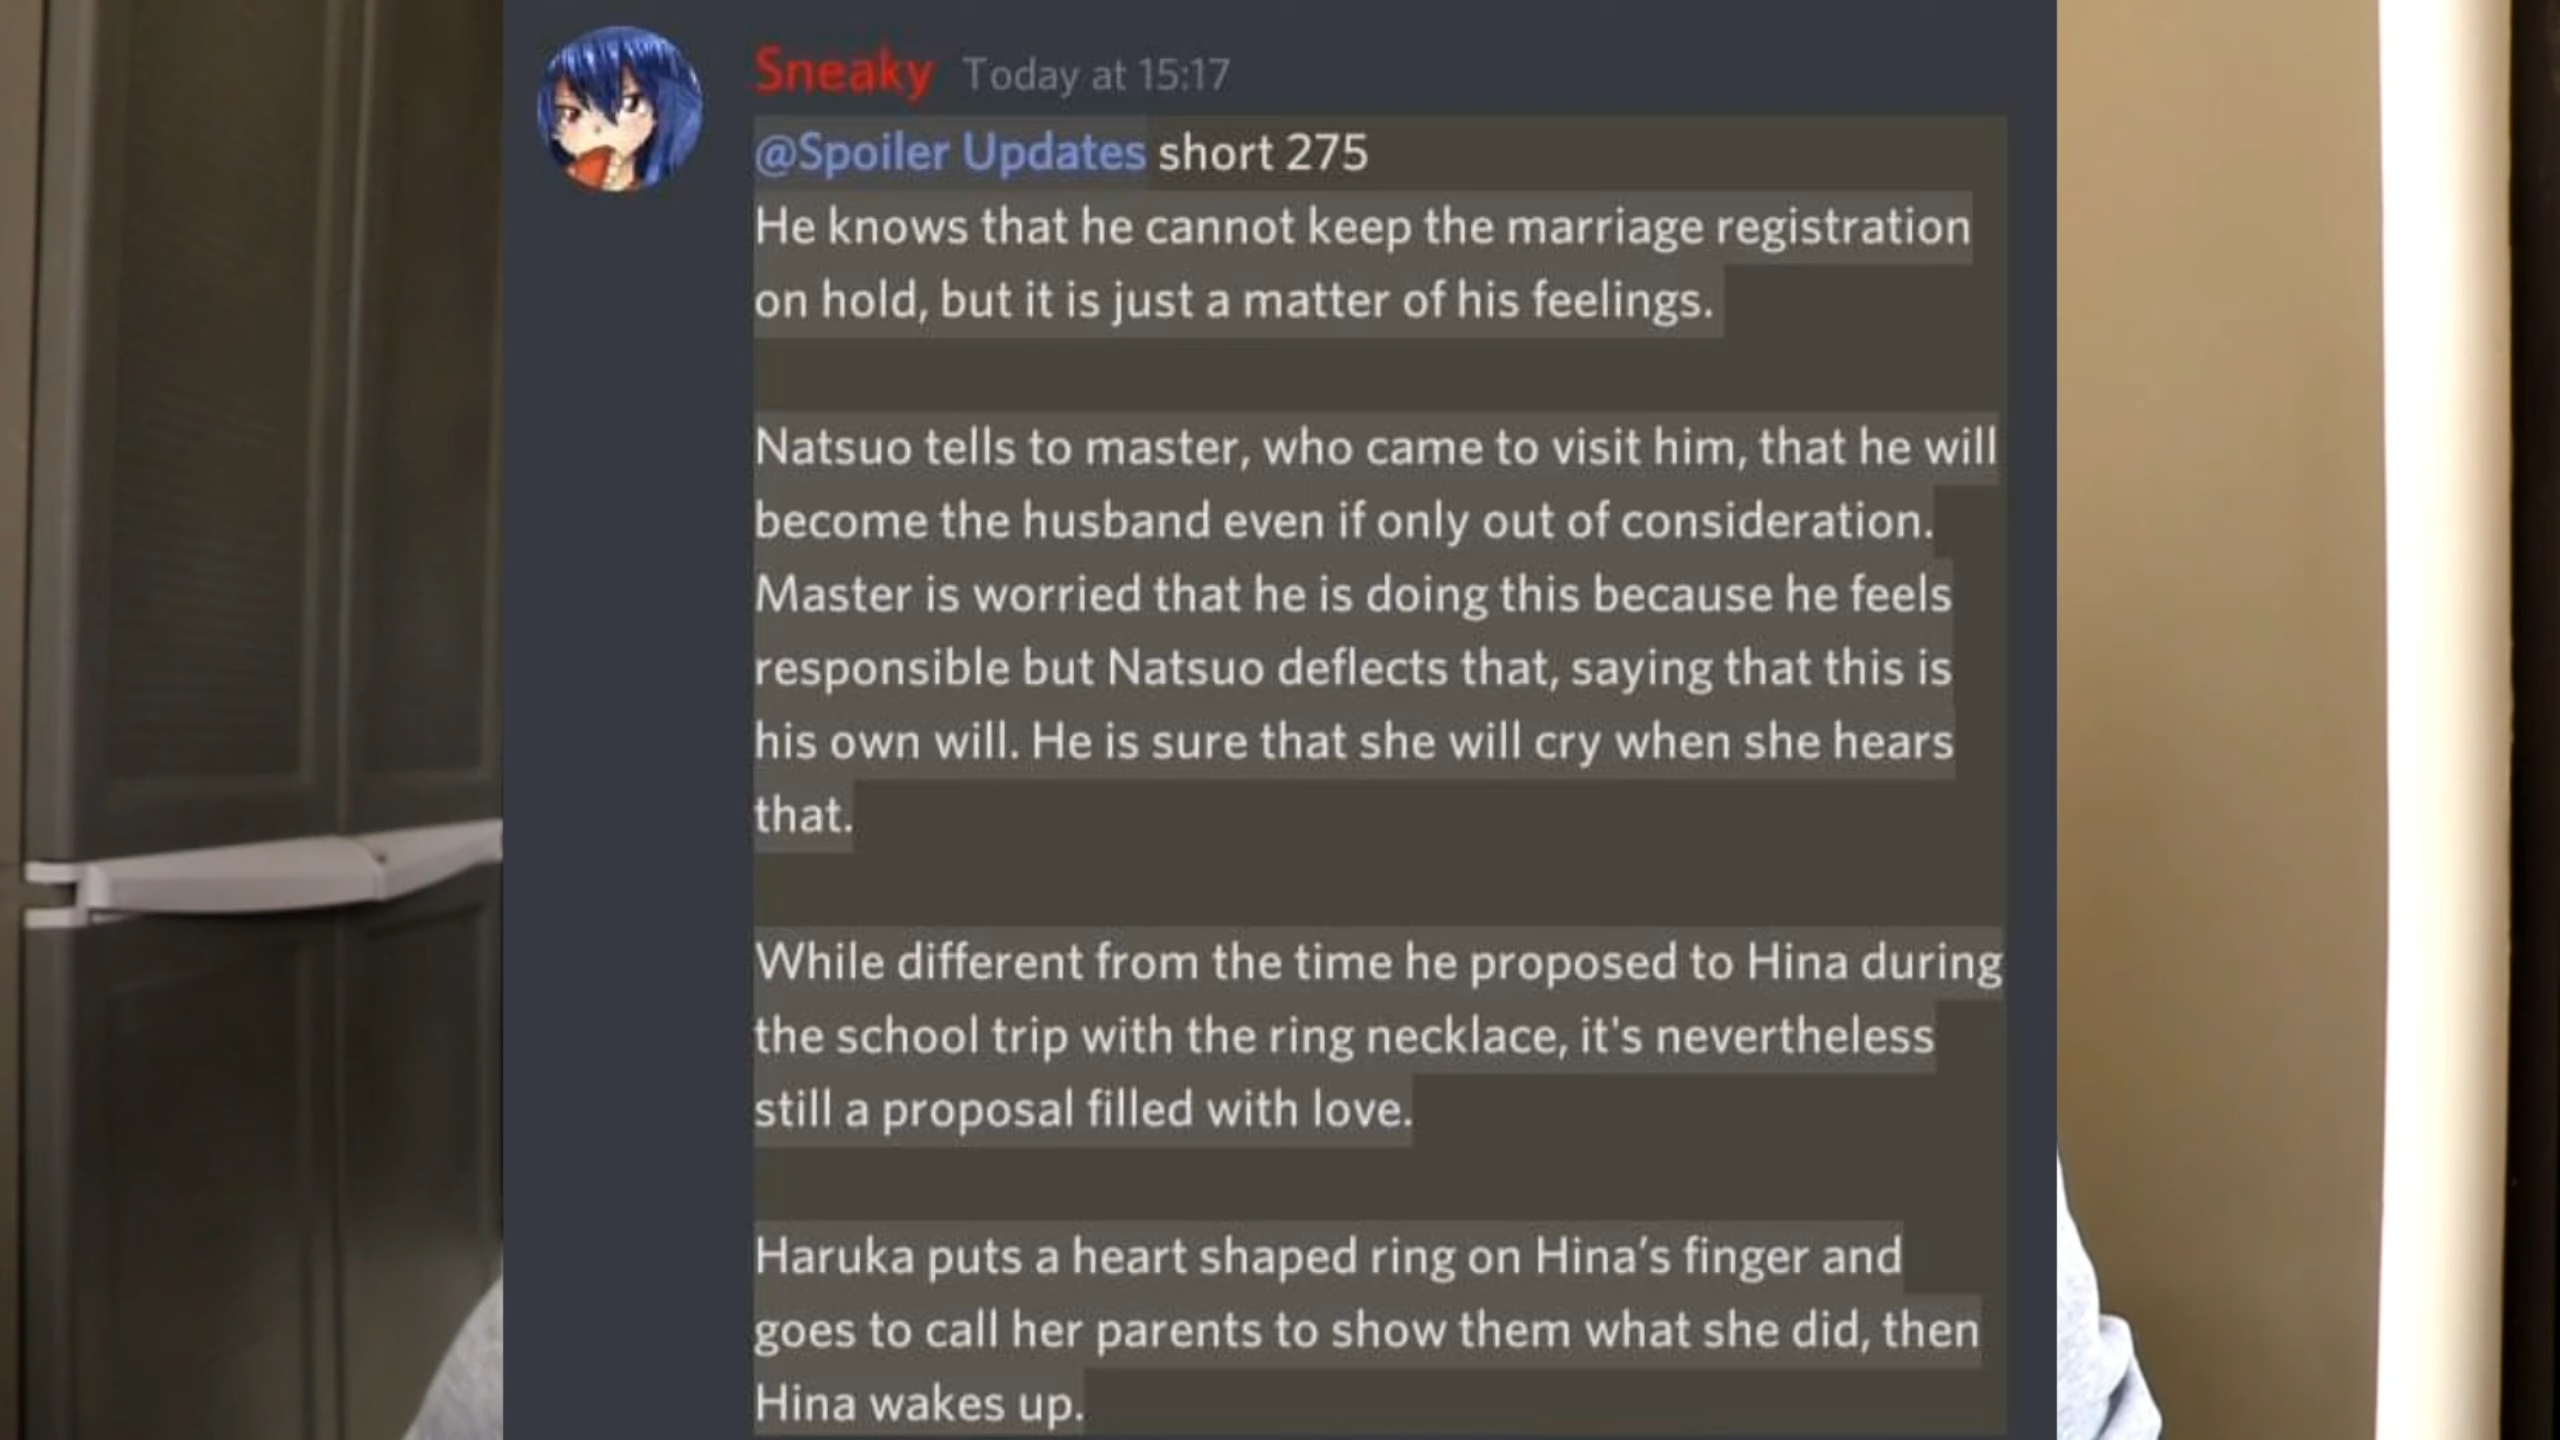 Sneaky Today at 15:17
@Spoiler Updates short 275
He knows that he cannot keep the marriage registration
on hold, but it is just a matter of his feelings.
Natsuo tells to master, who came to visit him, that he will
become the husband even if only out of consideration.
Master is worried that he is doing this because he feels
responsible but Natsuo deflects that, saying that this is
his own will. He is sure that she will cry when she hears
that.
While different from the time he proposed to Hina during
the school trip with the ring necklace, it's nevertheless
still a proposal filled with love.
Haruka puts a heart shaped ring on Hina’s finger and
goes to call her parents to show them what she did, then
Hina wakes up.